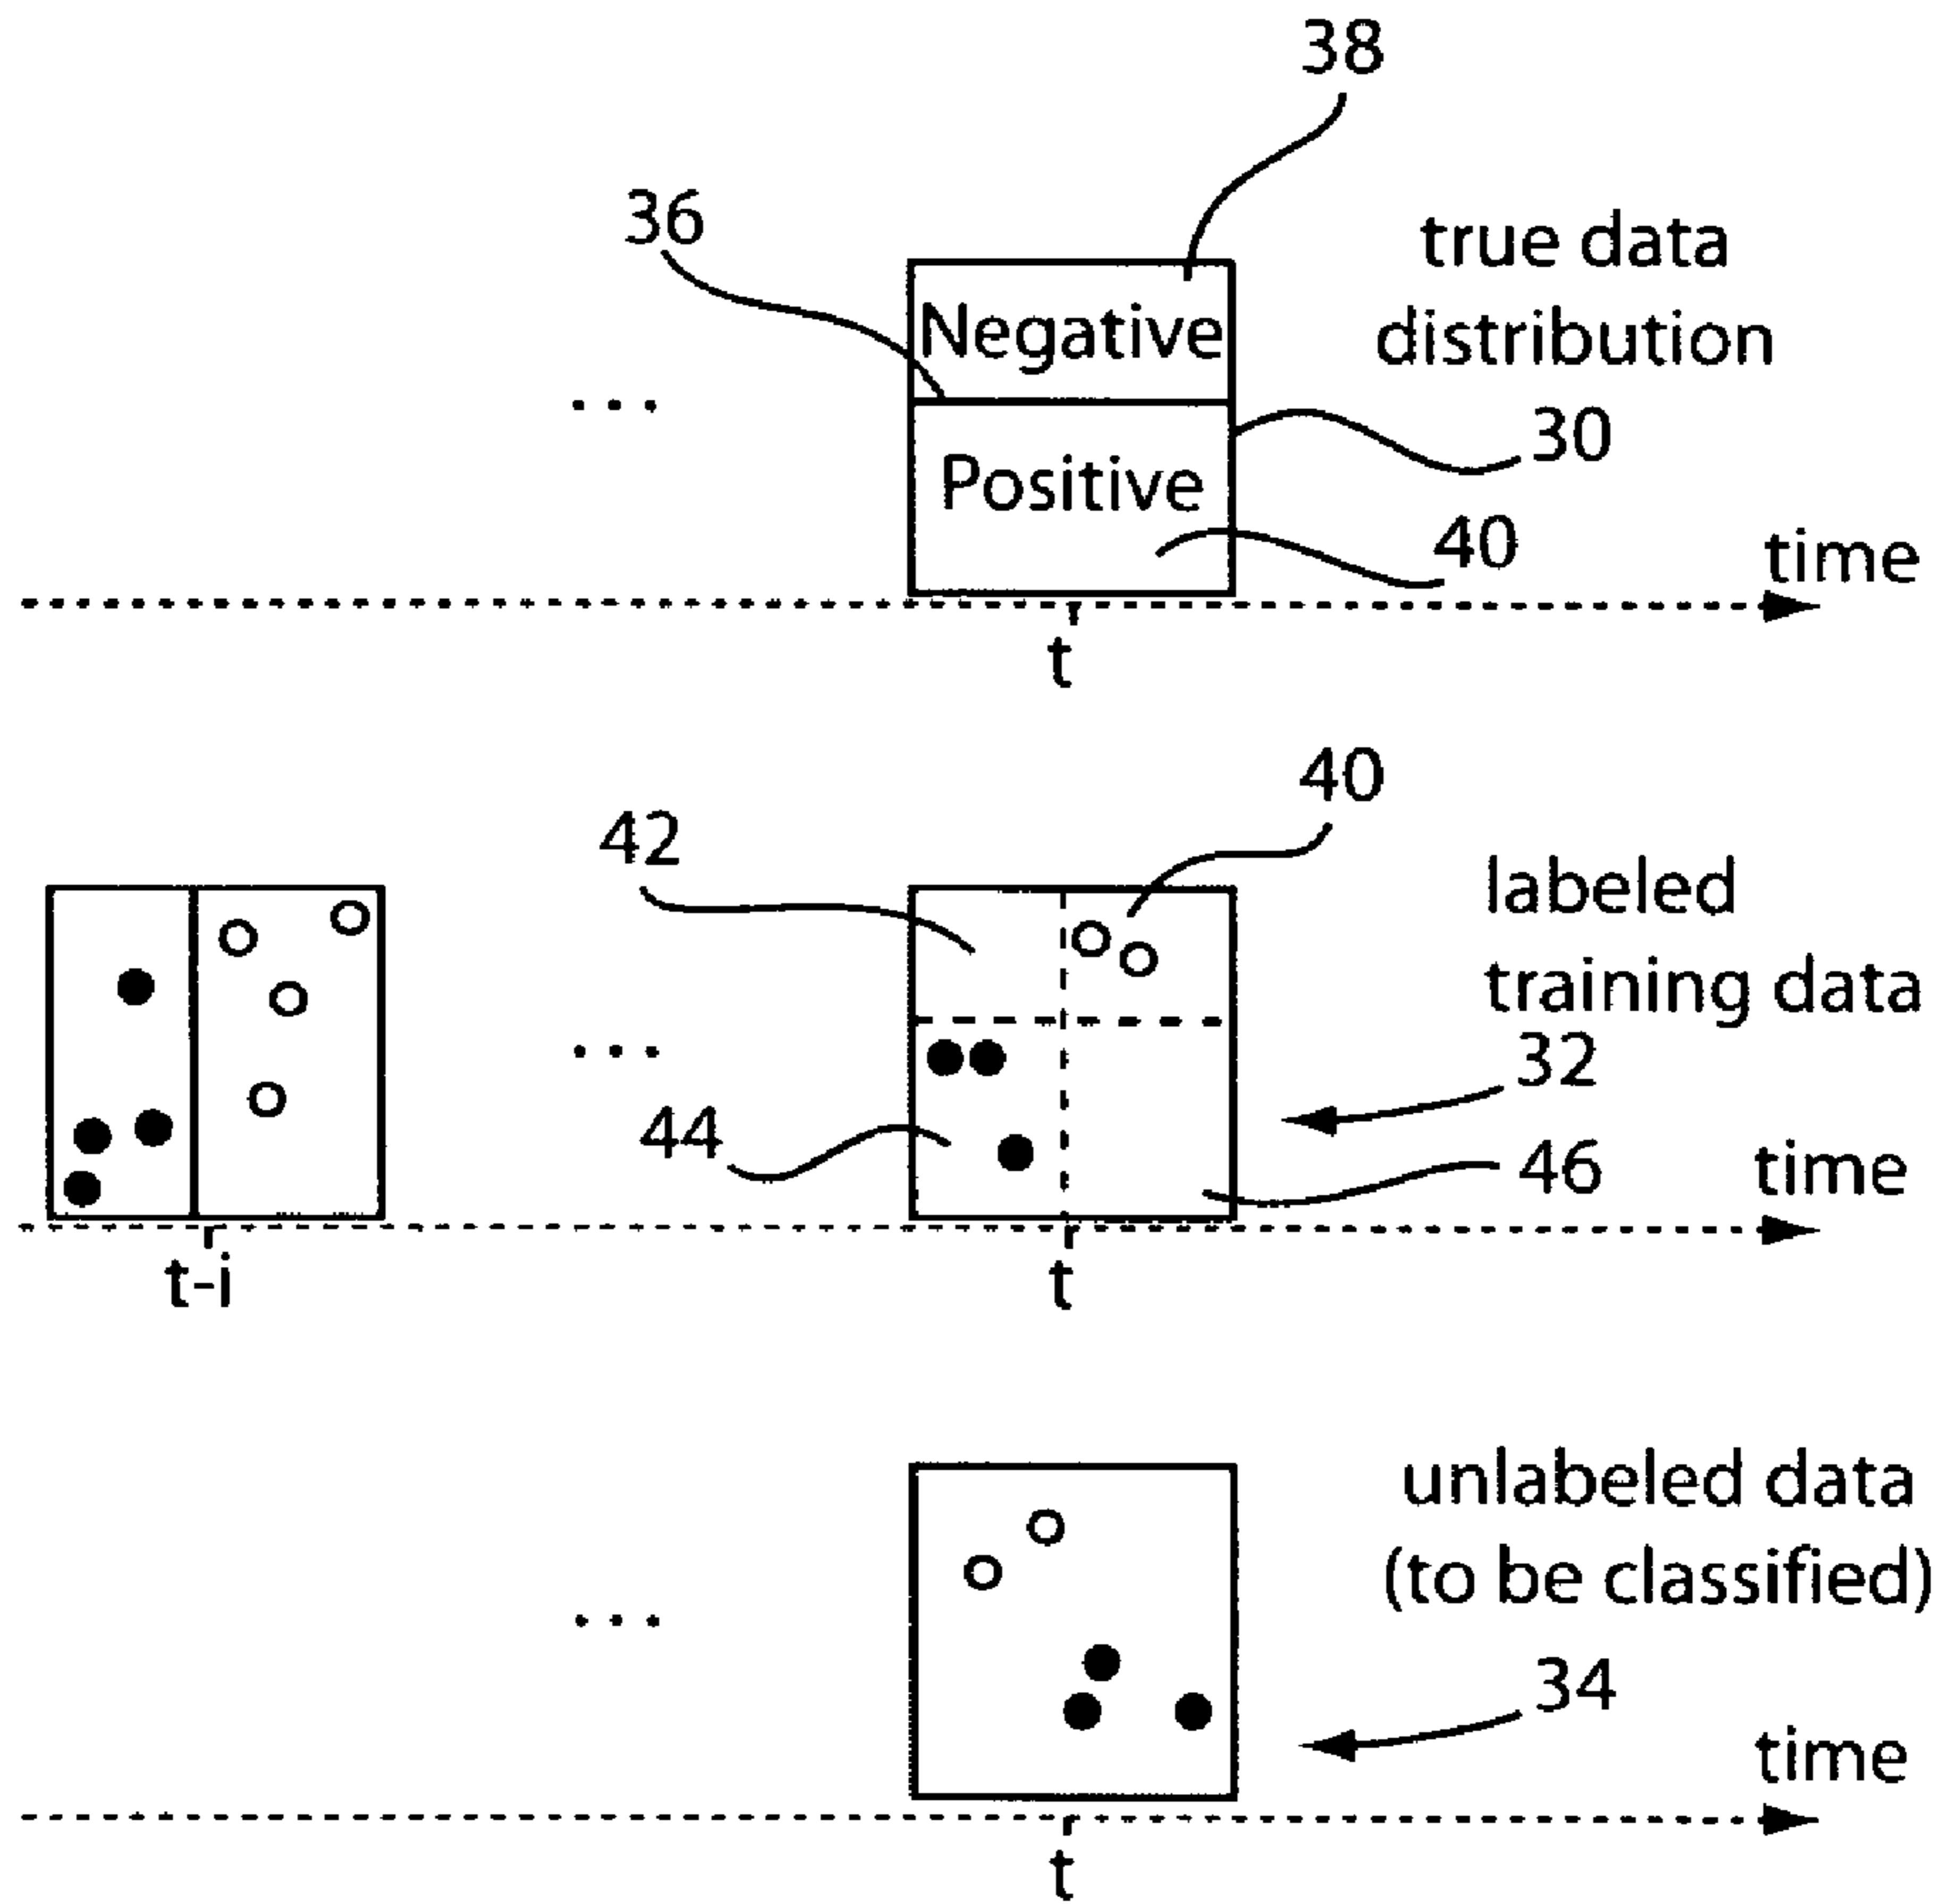 38
36
true data
distribution
Negative
30
Positive
40
time
t
40
42
labeled
training data
32
44
46
time
t-i
t
unlabeled data
(to be classified)
34
time
t